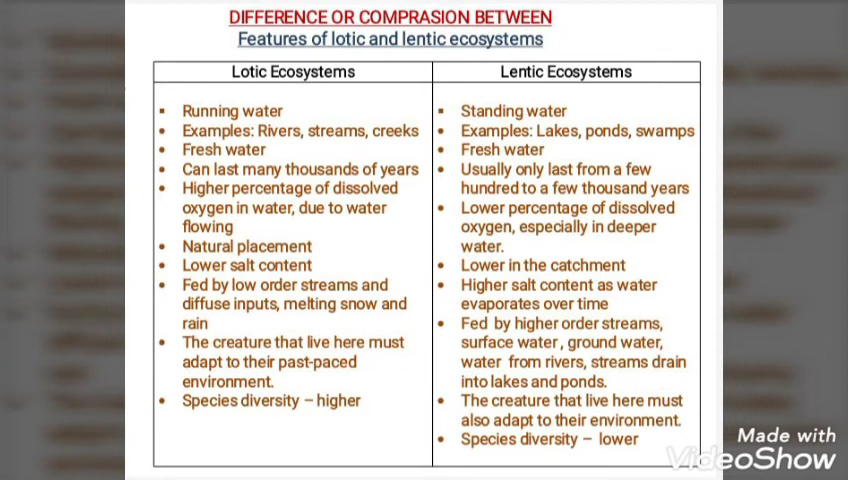 DIFFERENCE OR COMPRASION BETWEEN
Features of lotic and lentic ecosystems
Lotic Ecosystems
▪ Running water
• Examples: Rivers, streams, creeks
• Fresh water
• Can last many thousands of years
• Higher percentage of dissolved
oxygen in water, due to water
flowing
• Natural placement
• Lower salt content
• Fed by low order streams and
diffuse inputs, melting snow and
rain
• The creature that live here must
adapt to their past-paced
environment.
• Species diversity – higher
Lentic Ecosystems
▪ Standing water
• Examples: Lakes, ponds, swamps
• Fresh water
• Usually only last from a few
hundred to a few thousand years
• Lower percentage of dissolved
oxygen, especially in deeper
water.
• Lower in the catchment
• Higher salt content as water
evaporates over time
• Fed by higher order streams,
surface water , ground water,
water from rivers, streams drain
into lakes and ponds.
• The creature that live here must
also adapt to their environment.
• Species diversity – lower
Made with
VideoShow